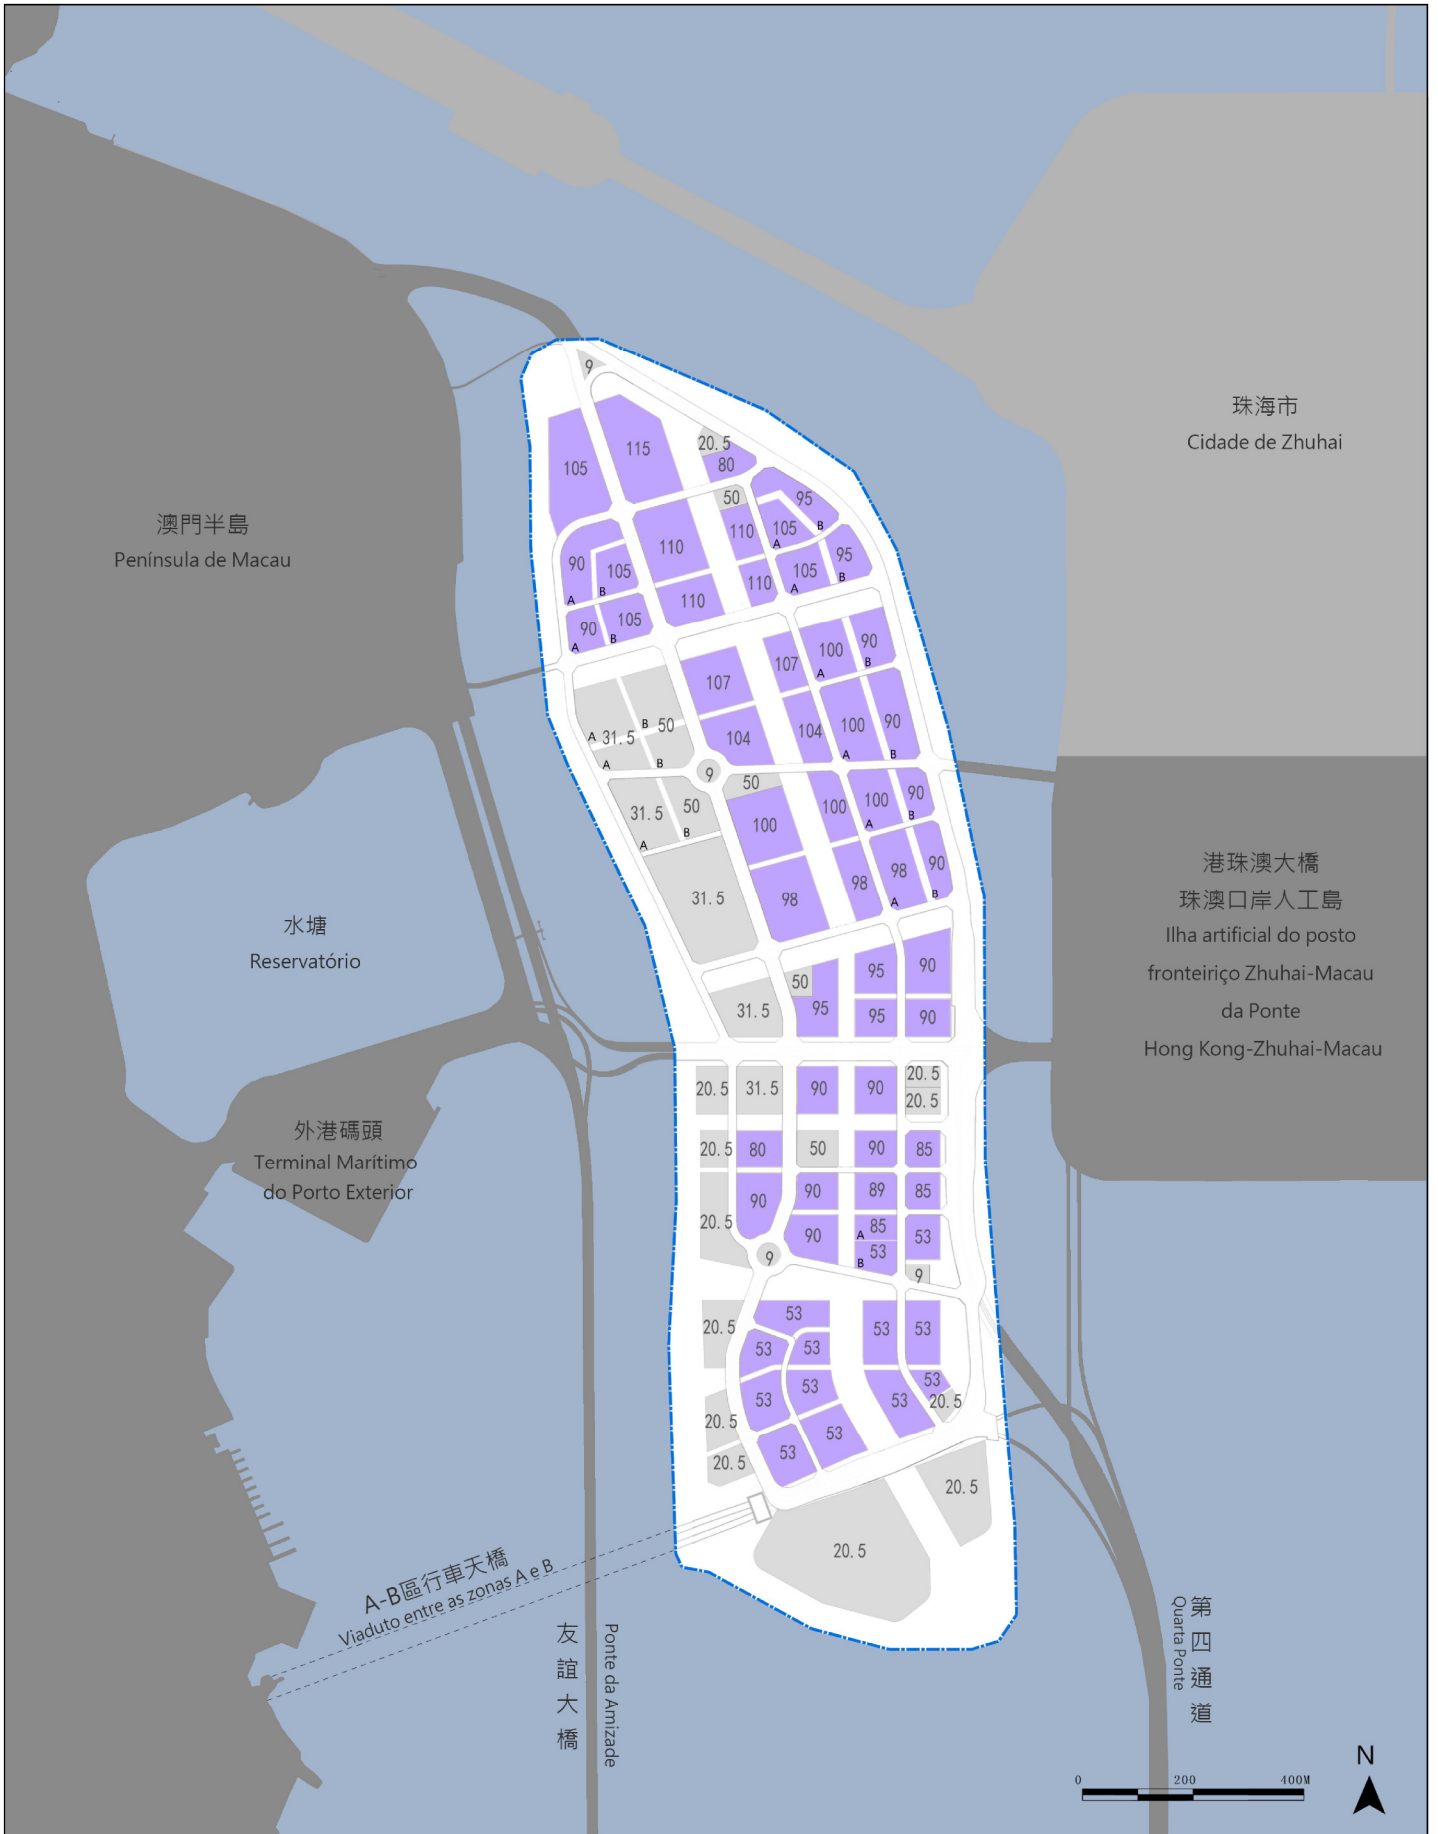 珠海市
Cidade de Zhuhai
澳門半島
Península de Macau
水塘
Reservatório
外港碼頭
Terminal Marítimo
do Porto Exterior
港珠澳大橋
珠澳口岸人工島
Ilha artificial do posto
fronteiriço Zhuhai-Macau
da Ponte
Hong Kong-Zhuhai-Macau
9
115
20.5
105
80
50
95
110
105
A
B
110
95
90
105
A
B
110
105
A
B
110
90
105
A
B
107
107
100
A
90
B
31.5
A
50
B
104
104
100
A
90
B
A
B
9
50
31.5
A
50
B
100
100
100
A
90
B
31.5
98
98
98
A
90
B
31.5
50
95
95
90
95
90
20.5
31.5
90
90
20.5
20.5
20.5
80
50
90
85
20.5
90
90
89
85
90
A
85
B
53
53
9
9
20.5
53
53
53
53
53
53
53
53
53
20.5
20.5
53
53
20.5
20.5
20.5
A-B區行車天橋
Viaduto entre as zonas A e B
友誼大橋
Ponte da Amizade
第四通道
Quarta Ponte
N
0 200 400M